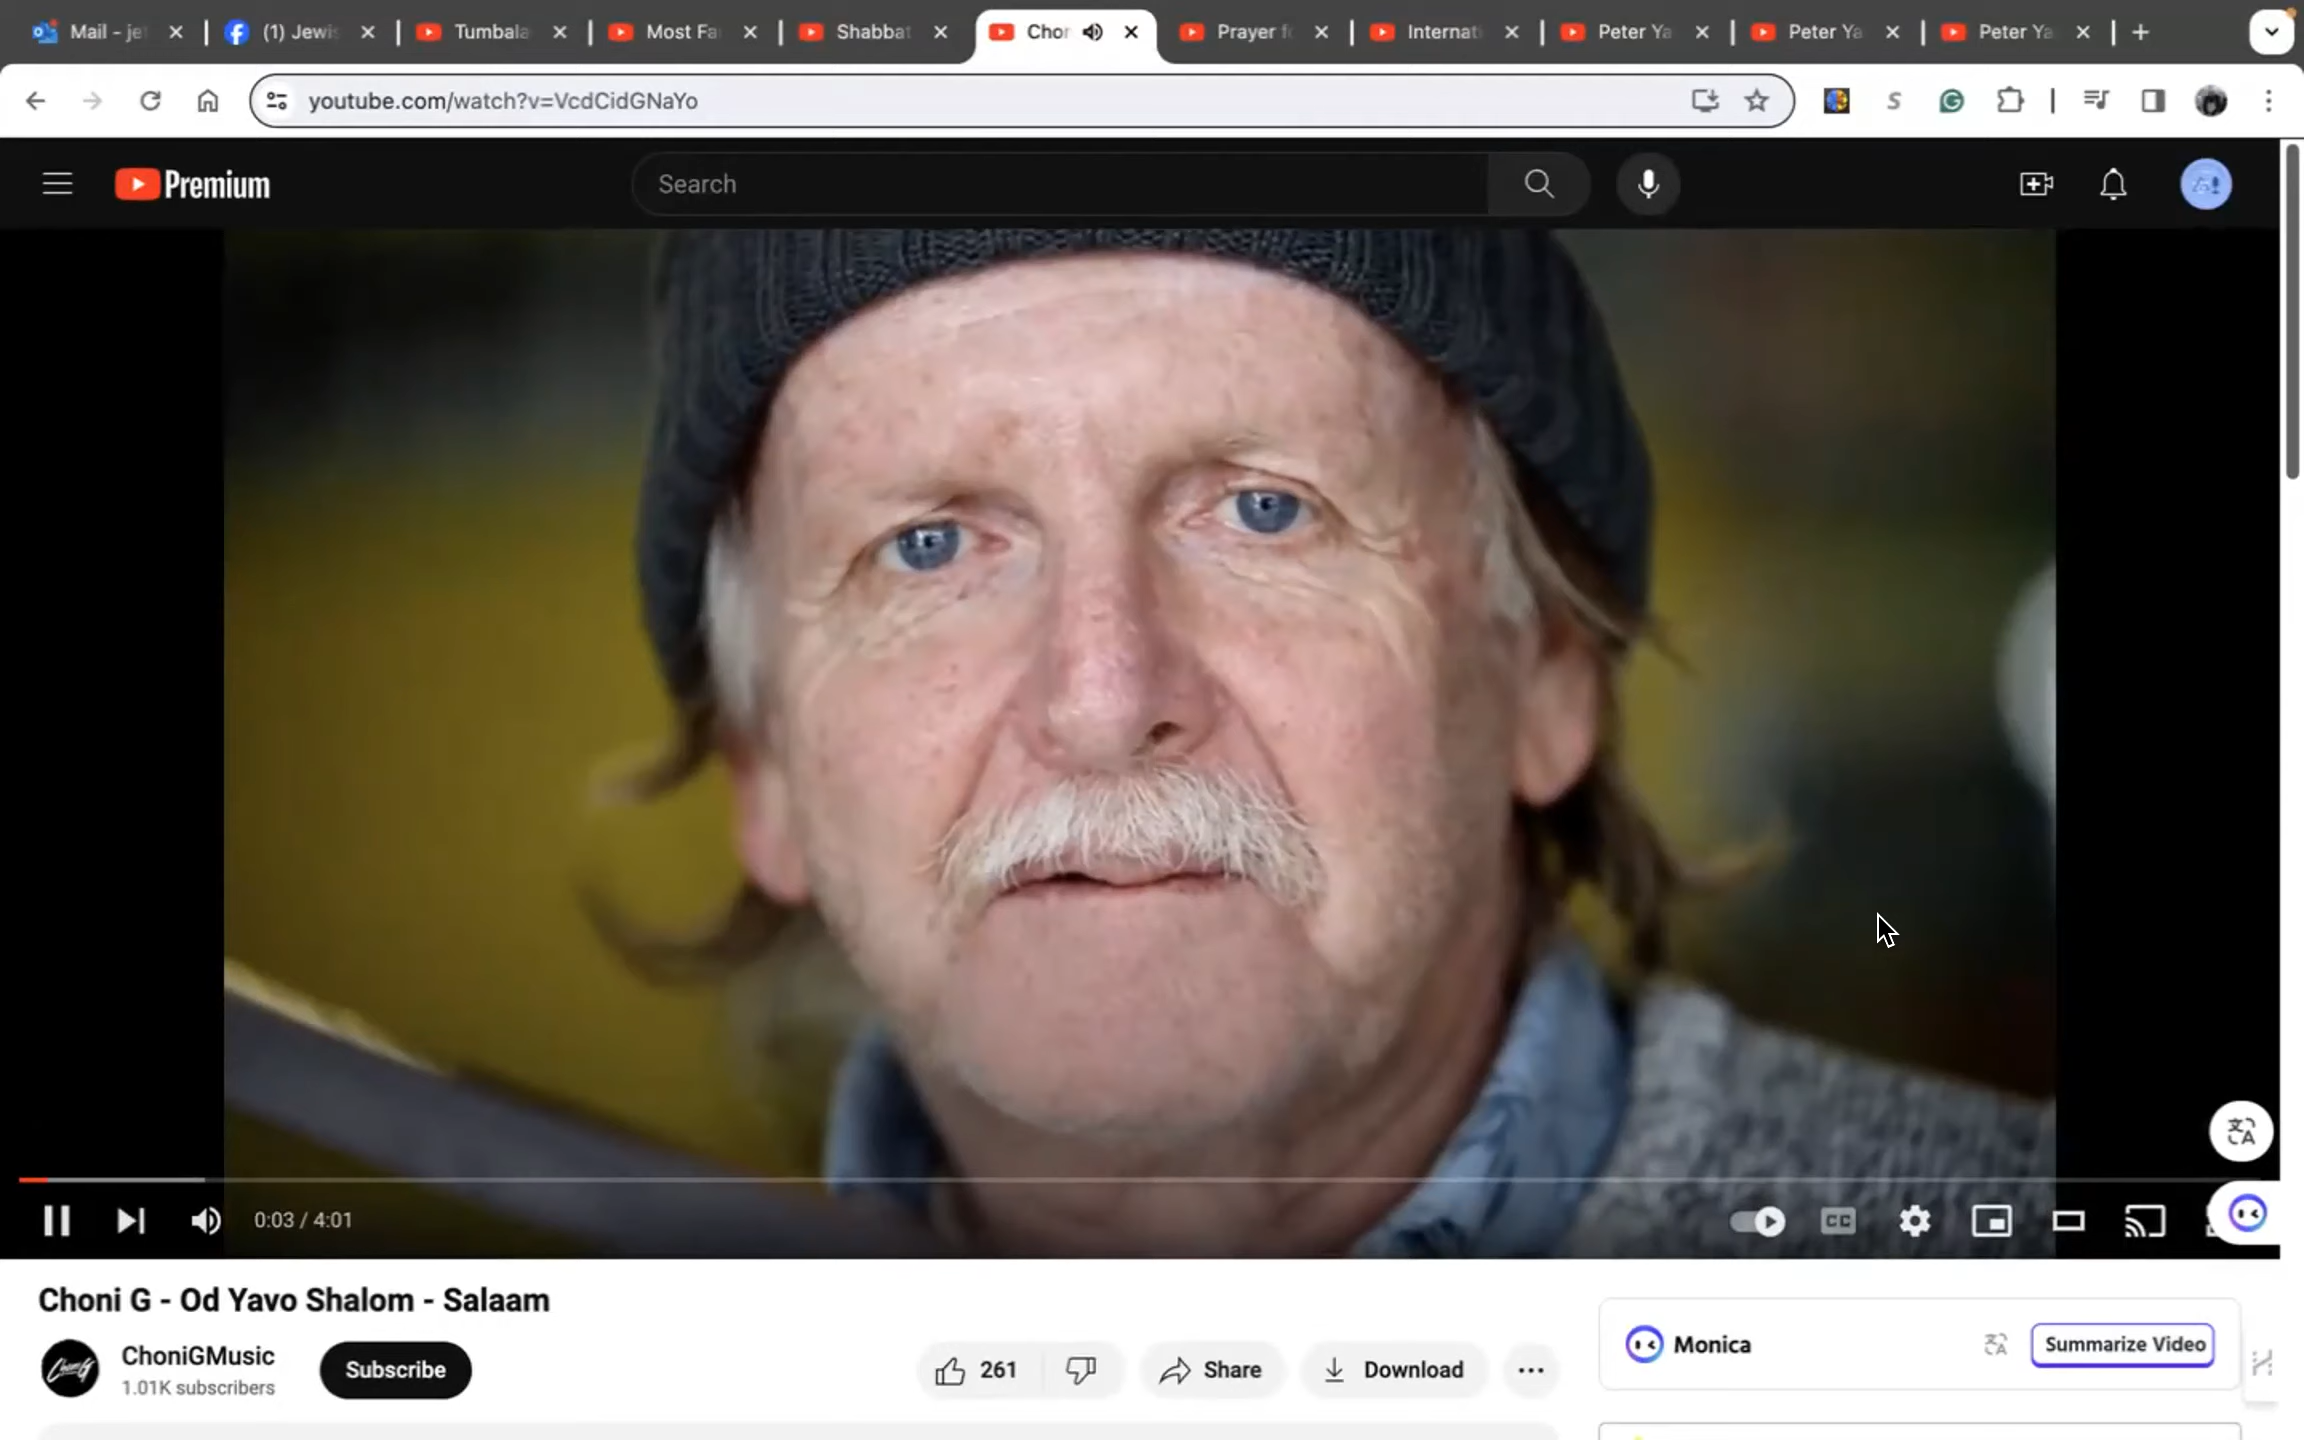 Mail - je
(1) Jewis
Tumbala
Most Fa
Shabbat
Chor
Prayer f
Internati
Peter Ya
Peter Ya
Peter Ya
youtube.com/watch?v=VcdCidGNaYo
Premium
Search
0:03 / 4:01
CC
Choni G - Od Yavo Shalom - Salaam
ChoniGMusic
1.01K subscribers
Subscribe
261
Share
Download
Monica
Summarize Video